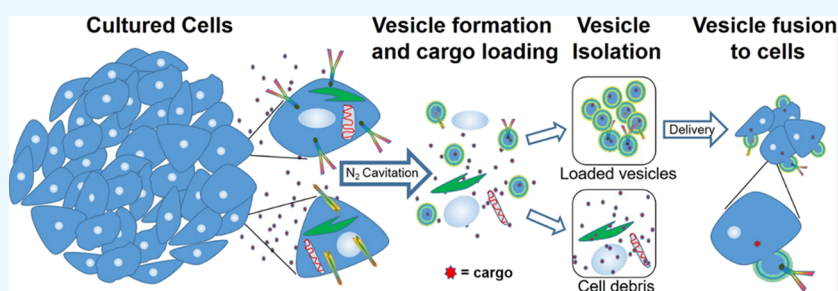 Cultured Cells
Vesicle formation
and cargo loading
Vesicle
Isolation
Vesicle fusion
to cells
N₂ Cavitation
Delivery
Loaded vesicles
= cargo
Cell debris